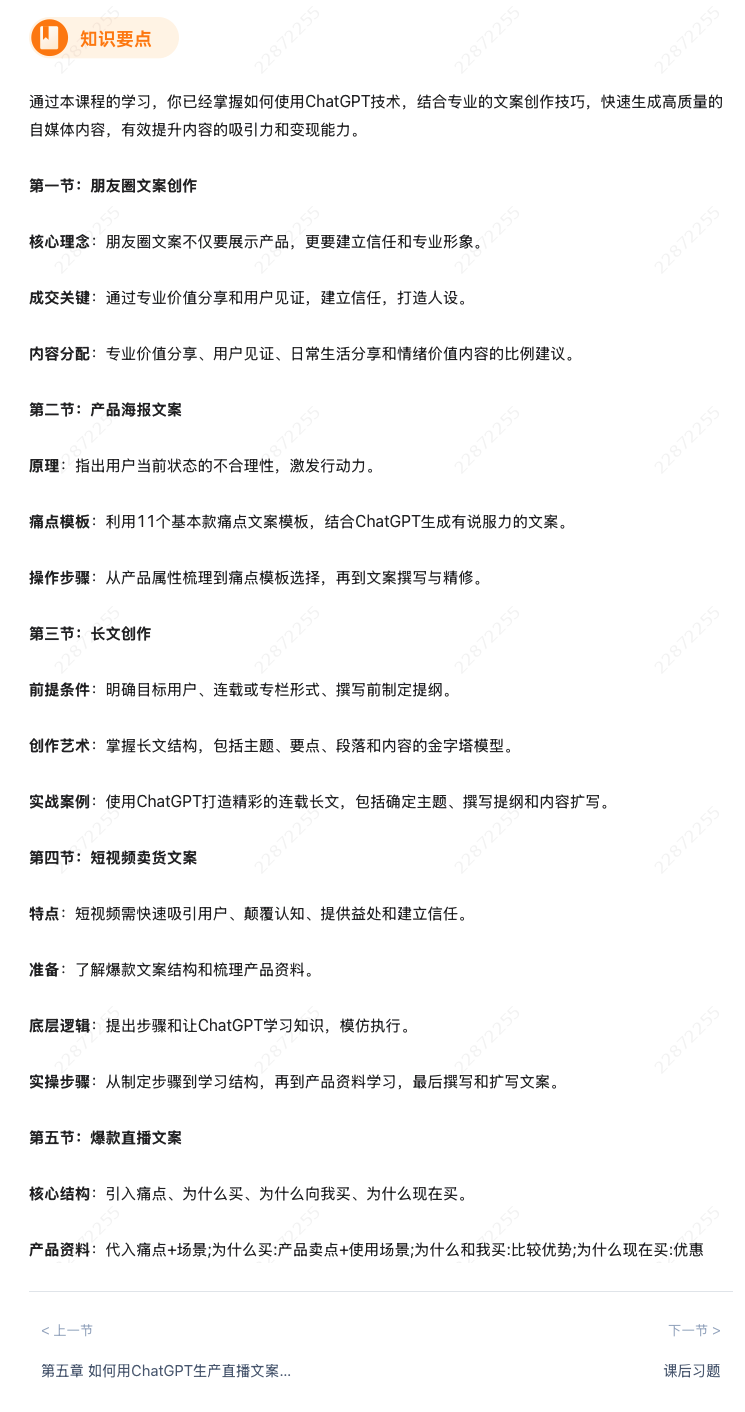 知识要点
通过本课程的学习，你已经掌握如何使用ChatGPT技术，结合专业的文案创作技巧，快速生成高质量的
自媒体内容，有效提升内容的吸引力和变现能力。
第一节：朋友圈文案创作
核心理念：朋友圈文案不仅要展示产品，更要建立信任和专业形象。
成交关键：通过专业价值分享和用户见证，建立信任，打造人设。
内容分配：专业价值分享、用户见证、日常生活分享和情绪价值内容的比例建议。
第二节：产品海报文案
原理：指出用户当前状态的不合理性，激发行动力。
痛点模板：利用11个基本款痛点文案模板，结合ChatGPT生成有说服力的文案。
操作步骤：从产品属性梳理到痛点模板选择，再到文案撰写与精修。
第三节：长文创作
前提条件：明确目标用户、连载或专栏形式、撰写前制定提纲。
创作艺术：掌握长文结构，包括主题、要点、段落和内容的金字塔模型。
实战案例：使用ChatGPT打造精彩的连载长文，包括确定主题、撰写提纲和内容扩写。
第四节：短视频卖货文案
特点：短视频需快速吸引用户、颠覆认知、提供益处和建立信任。
准备：了解爆款文案结构和梳理产品资料。
底层逻辑：提出步骤和让ChatGPT学习知识，模仿执行。
实操步骤：从制定步骤到学习结构，再到产品资料学习，最后撰写和扩写文案。
第五节：爆款直播文案
核心结构：引入痛点、为什么买、为什么向我买、为什么现在买。
产品资料：代入痛点+场景;为什么买:产品卖点+使用场景;为什么和我买:比较优势;为什么现在买:优惠
< 上一节
下一节 >
第五章 如何用ChatGPT生产直播文案...
课后习题
22872255